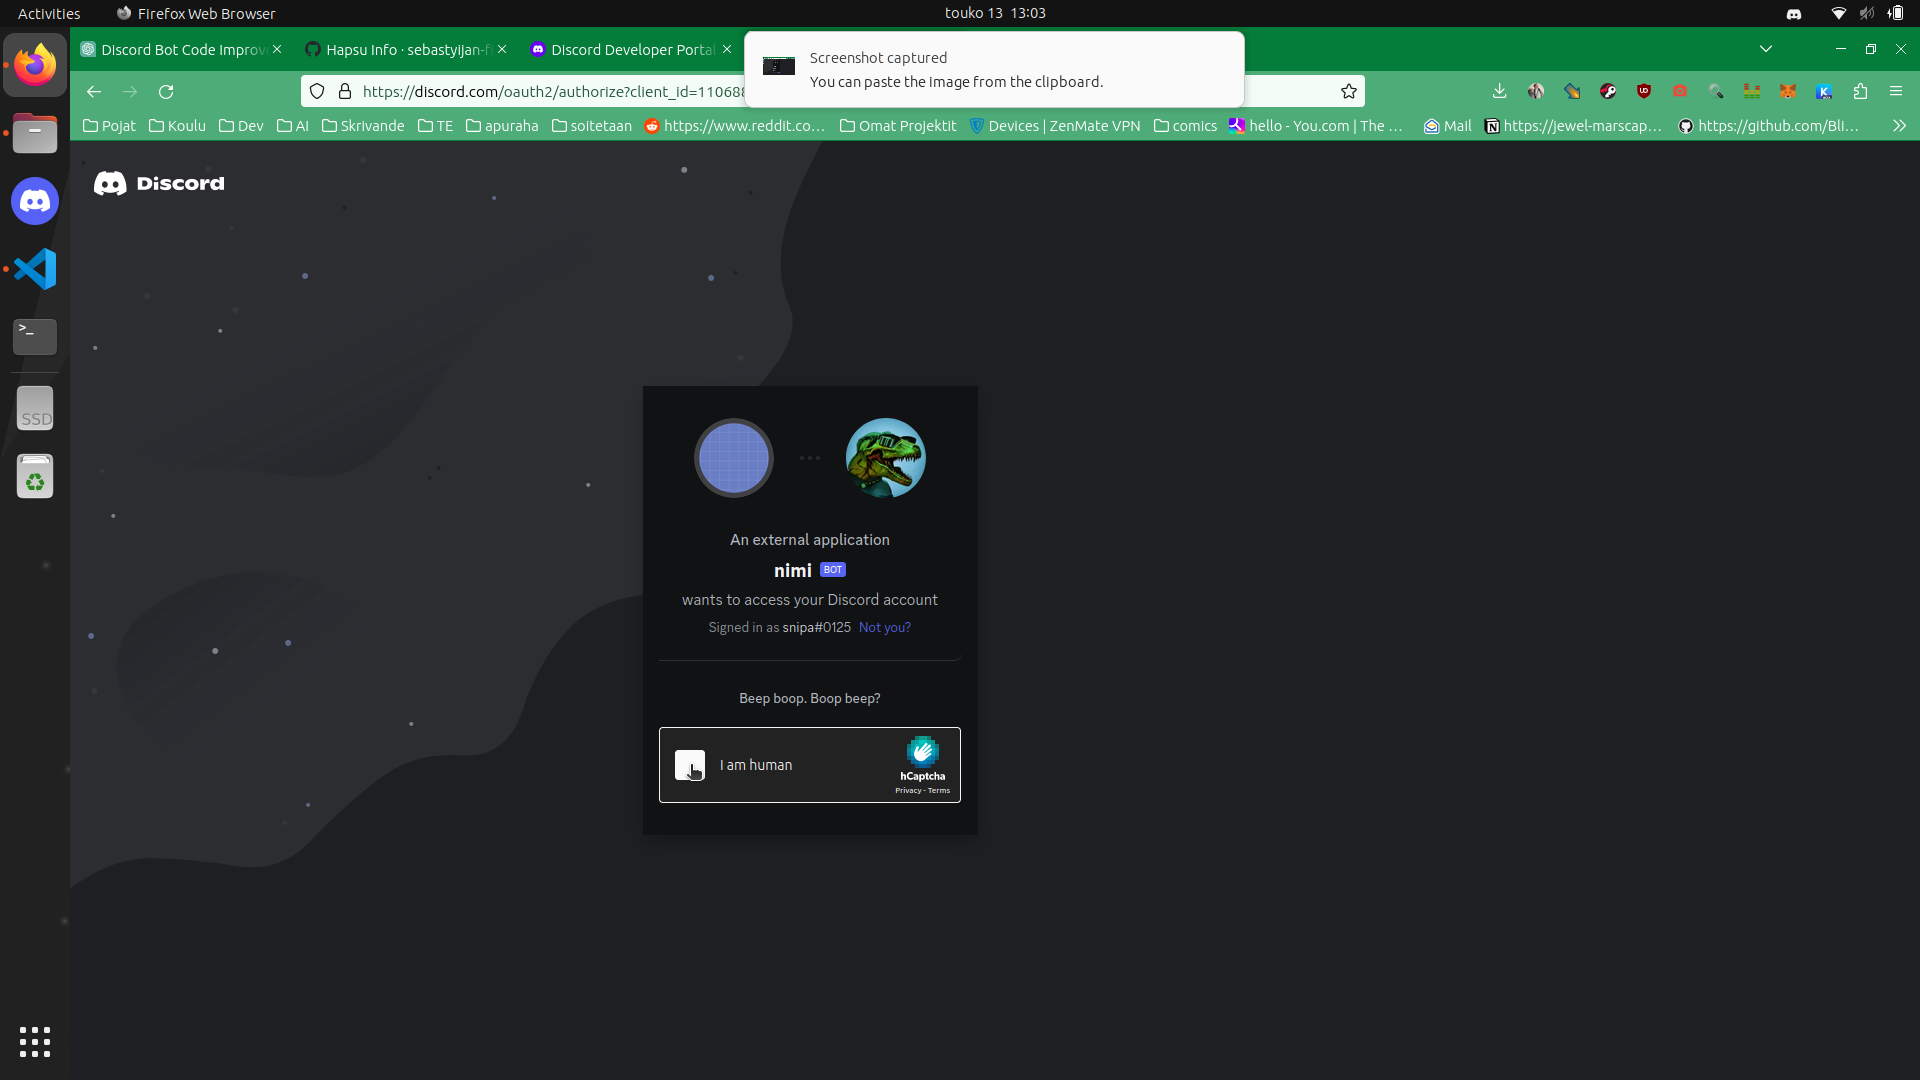 Activities
Firefox Web Browser
touko 13 13:03
Discord Bot Code Improv
Hapsu Info · sebastyijan-f
Discord Developer Portal
Screenshot captured
You can paste the image from the clipboard.
https://discord.com/oauth2/authorize?client_id=11068
Pojat
Koulu
Dev
AI
Skrivande
TE
apuraha
soitetaan
https://www.reddit.co…
Omat Projektit
Devices | ZenMate VPN
comics
hello - You.com | The …
Mail
https://jewel-marscap…
https://github.com/Bli…
Discord
SSD
An external application
nimi BOT
wants to access your Discord account
Signed in as snipa#0125 Not you?
Beep boop. Boop beep?
I am human
hCaptcha
Privacy - Terms